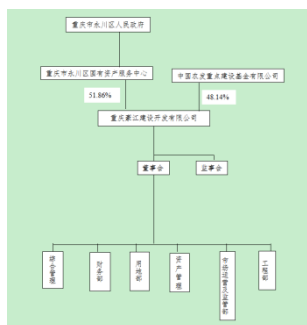 重庆市永川区人民政府
重庆市永川区国有资产服务中心
中国农发重点建设基金有限公司
51.86%
48.14%
重庆豪江建设开发有限公司
董事会
监事会
综合管理
财务部
用地部
资产管理
市场运营及监管部
工程部